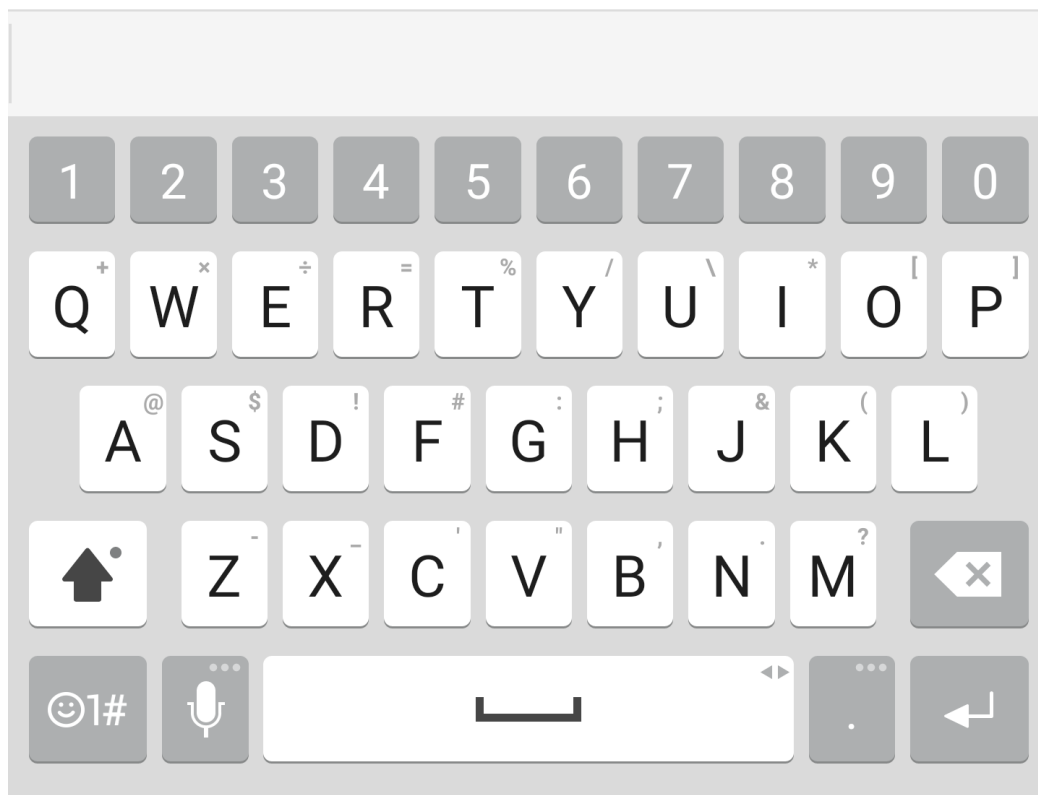 1 2 3 4 5 6 7 8 9 0
+ × ÷ = % / \ * [ ]
Q W E R T Y U I O P
@ $ ! # : ; & ( )
A S D F G H J K L
- _ ' " , . ?
Z X C V B N M
1# .